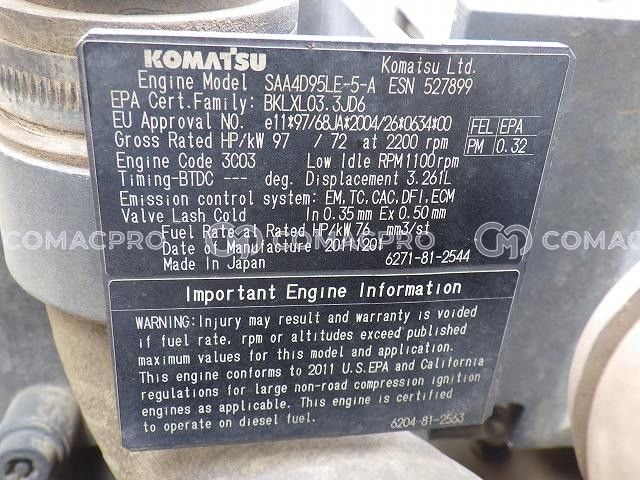 KOMATSU Komatsu Ltd.
Engine Model SAA4D95LE-5-A ESN 527899
EPA Cert.Family: BKLXL03.3JD6
EU Approval NO. e11*97/68JA*2004/26*0634*00
Gross Rated HP/kW 97 / 72 at 2200 rpm
FEL EPA
PM 0.32
Engine Code 3C03 Low Idle RPM1100rpm
Timing-BTDC --- deg. Displacement 3.261L
Emission control system: EM,TC,CAC,DFI,ECM
Valve Lash Cold In 0.35mm Ex 0.50mm
Fuel Rate at Rated HP/kW 76 mm3/st
Date of Manufacture
Made In Japan 6271-81-2544
COMACPRO COMACPRO COMACPRO
Important Engine Information
WARNING:Injury may result and warranty is voided
if fuel rate, rpm or altitudes exceed published
maximum values for this model and application.
This engine conforms to 2011 U.S.EPA and California
regulations for large non-road compression ignition
engines as applicable. This engine is certified
to operate on diesel fuel. 6204-81-2563